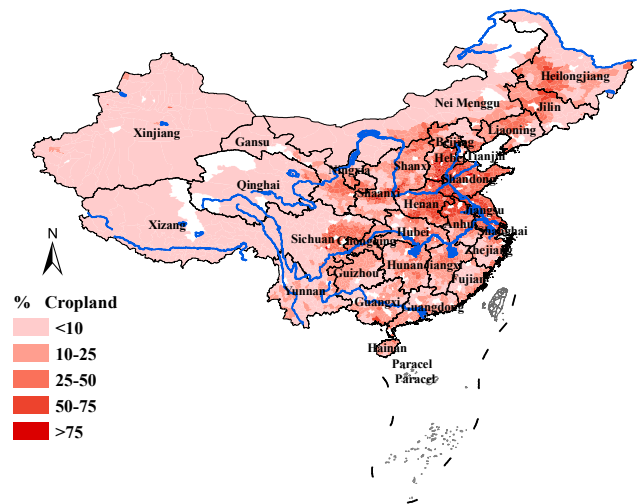 Heilongjiang
Nei Menggu
Jilin
Xinjiang
Gansu
Liaoning
Beijing
Hebei
Tianjin
Shanxi
Ningxia
Shandong
Qinghai
Shaanxi
Henan
Jiangsu
Xizang
Anhui
Hubei
Shanghai
Sichuan
Chongqing
Zhejiang
Hunan
Jiangxi
Guizhou
Fujian
Yunnan
Guangxi
Guangdong
Hainan
Paracel
Paracel
N
% Cropland
<10
10-25
25-50
50-75
>75